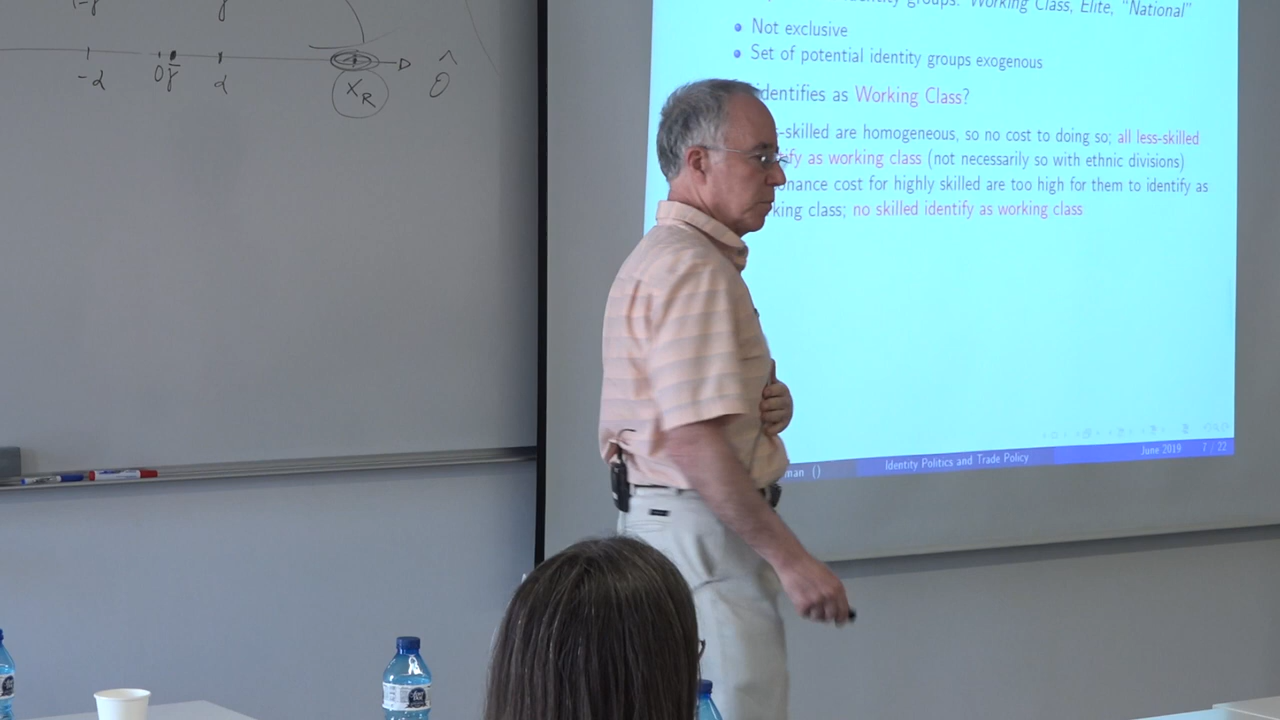 -α
0
γ
α
X_R
identity groups: Working Class, Elite, "National"
Not exclusive
Set of potential identity groups exogenous
identifies as Working Class?
-skilled are homogeneous, so no cost to doing so; all less-skilled
ify as working class (not necessarily so with ethnic divisions)
onance cost for highly skilled are too high for them to identify as
king class; no skilled identify as working class
man ()
Identity Politics and Trade Policy
June 2019
7 / 22